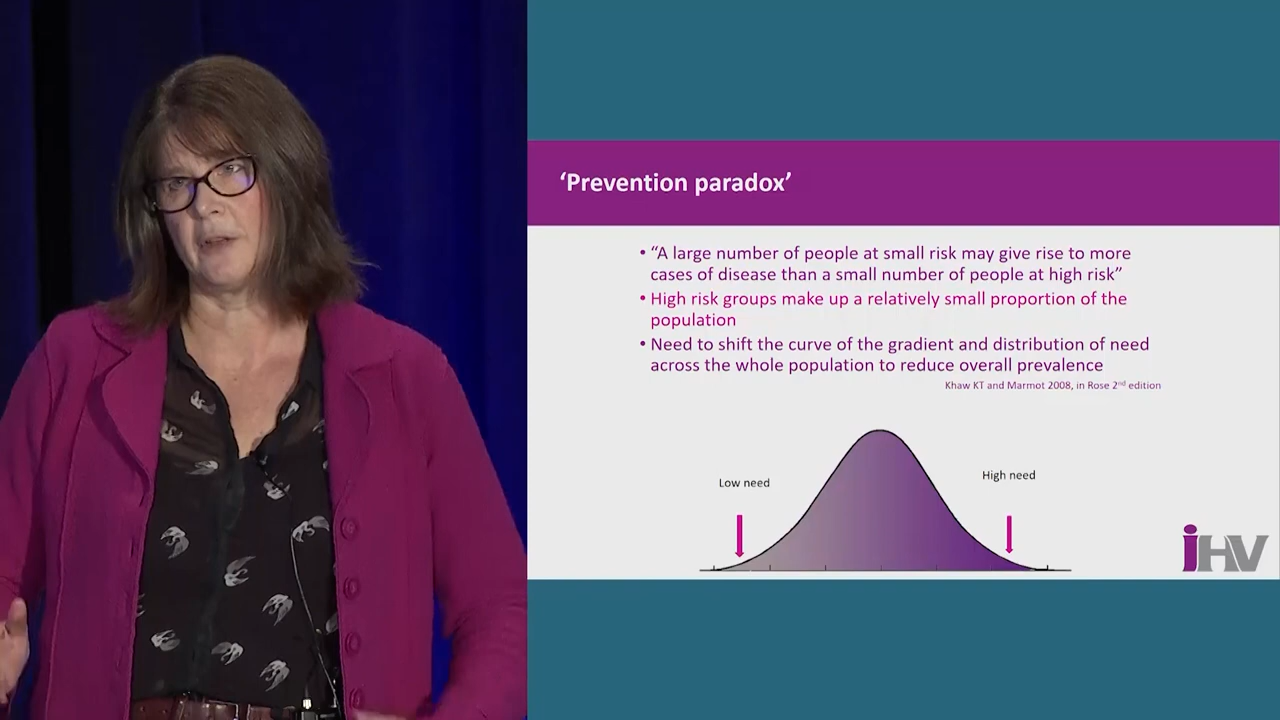 ‘Prevention paradox’
• “A large number of people at small risk may give rise to more
cases of disease than a small number of people at high risk”
• High risk groups make up a relatively small proportion of the
population
• Need to shift the curve of the gradient and distribution of need
across the whole population to reduce overall prevalence
Khaw KT and Marmot 2008, in Rose 2nd edition
Low need
High need
iHV